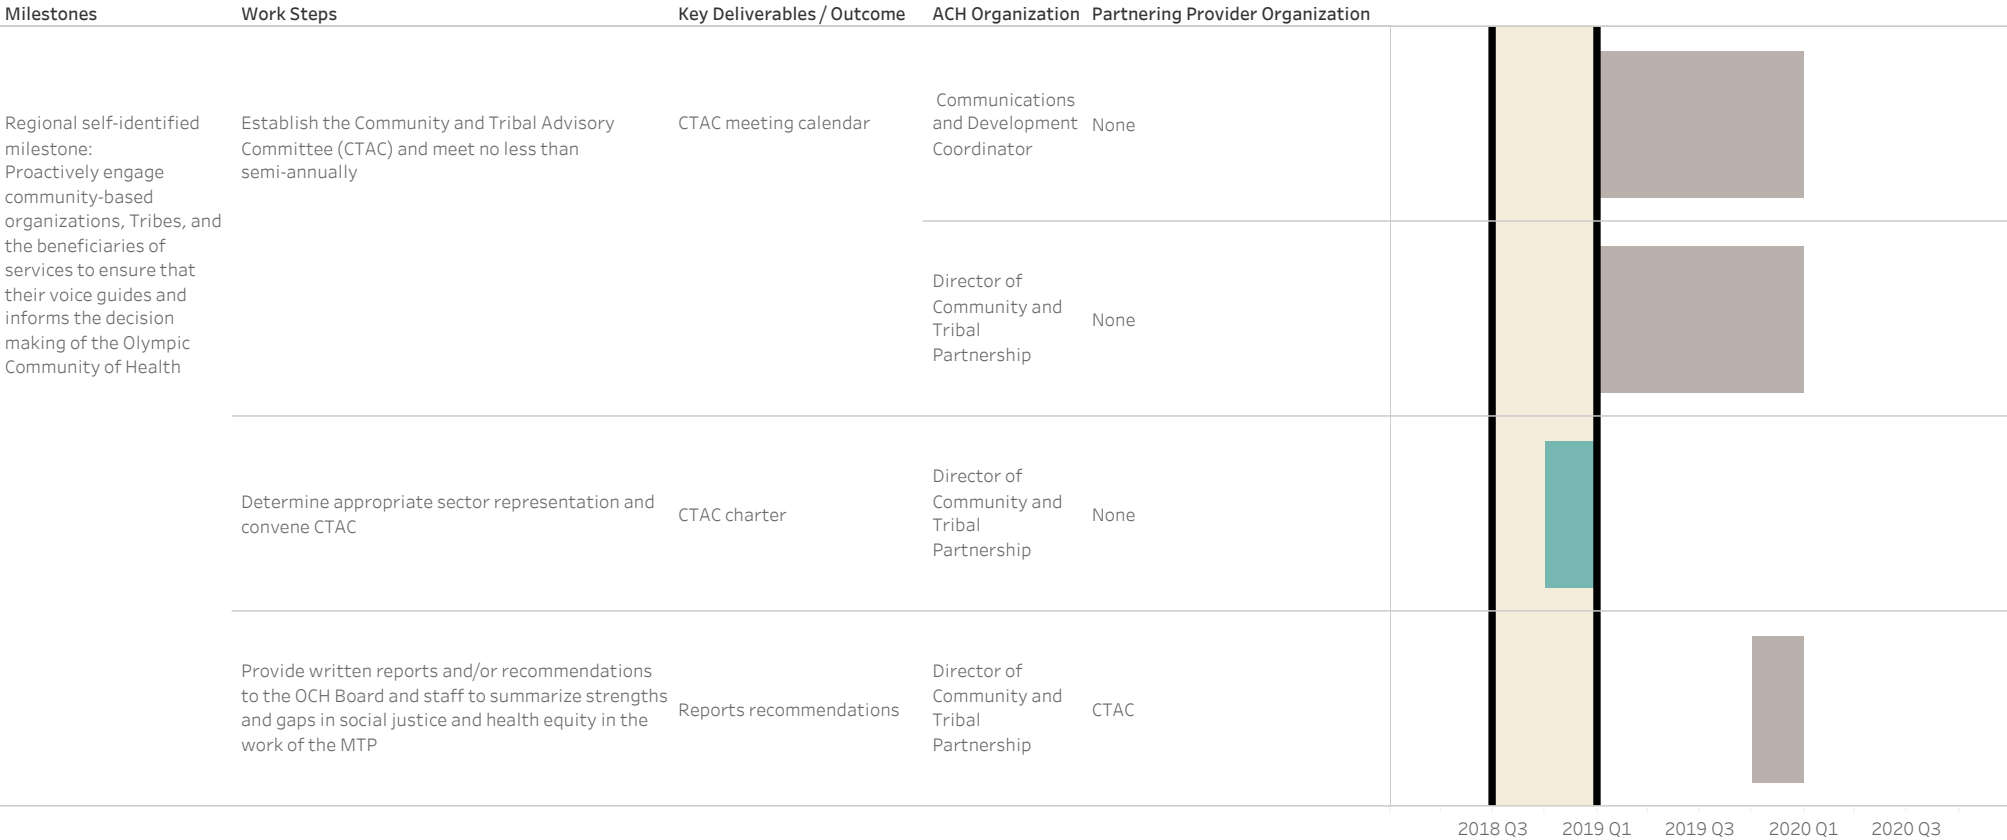 Milestones
Work Steps
Key Deliverables / Outcome
ACH Organization
Partnering Provider Organization
Regional self-identified
milestone:
Proactively engage
community-based
organizations, Tribes, and
the beneficiaries of
services to ensure that
their voice guides and
informs the decision
making of the Olympic
Community of Health
Establish the Community and Tribal Advisory
Committee (CTAC) and meet no less than
semi-annually
CTAC meeting calendar
Communications
and Development
Coordinator
None
Director of
Community and
Tribal
Partnership
None
Determine appropriate sector representation and
convene CTAC
CTAC charter
Director of
Community and
Tribal
Partnership
None
Provide written reports and/or recommendations
to the OCH Board and staff to summarize strengths
and gaps in social justice and health equity in the
work of the MTP
Reports recommendations
Director of
Community and
Tribal
Partnership
CTAC
2018 Q3
2019 Q1
2019 Q3
2020 Q1
2020 Q3